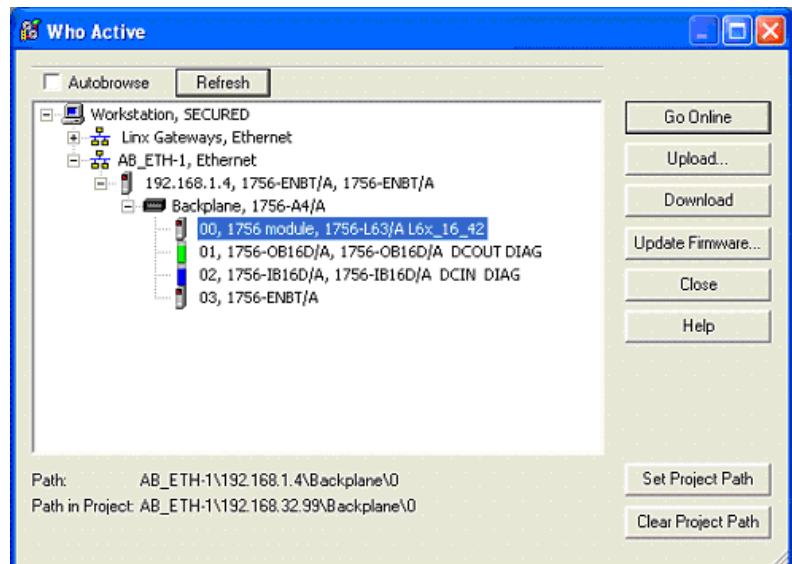 Who Active
Autobrowse Refresh
Workstation, SECURED
Linx Gateways, Ethernet
AB_ETH-1, Ethernet
192.168.1.4, 1756-ENBT/A, 1756-ENBT/A
Backplane, 1756-A4/A
00, 1756 module, 1756-L63/A L6x_16_42
01, 1756-OB16D/A, 1756-OB16D/A DCOUT DIAG
02, 1756-IB16D/A, 1756-IB16D/A DCIN DIAG
03, 1756-ENBT/A
Go Online
Upload...
Download
Update Firmware...
Close
Help
Path: AB_ETH-1\192.168.1.4\Backplane\0
Path in Project: AB_ETH-1\192.168.32.99\Backplane\0
Set Project Path
Clear Project Path